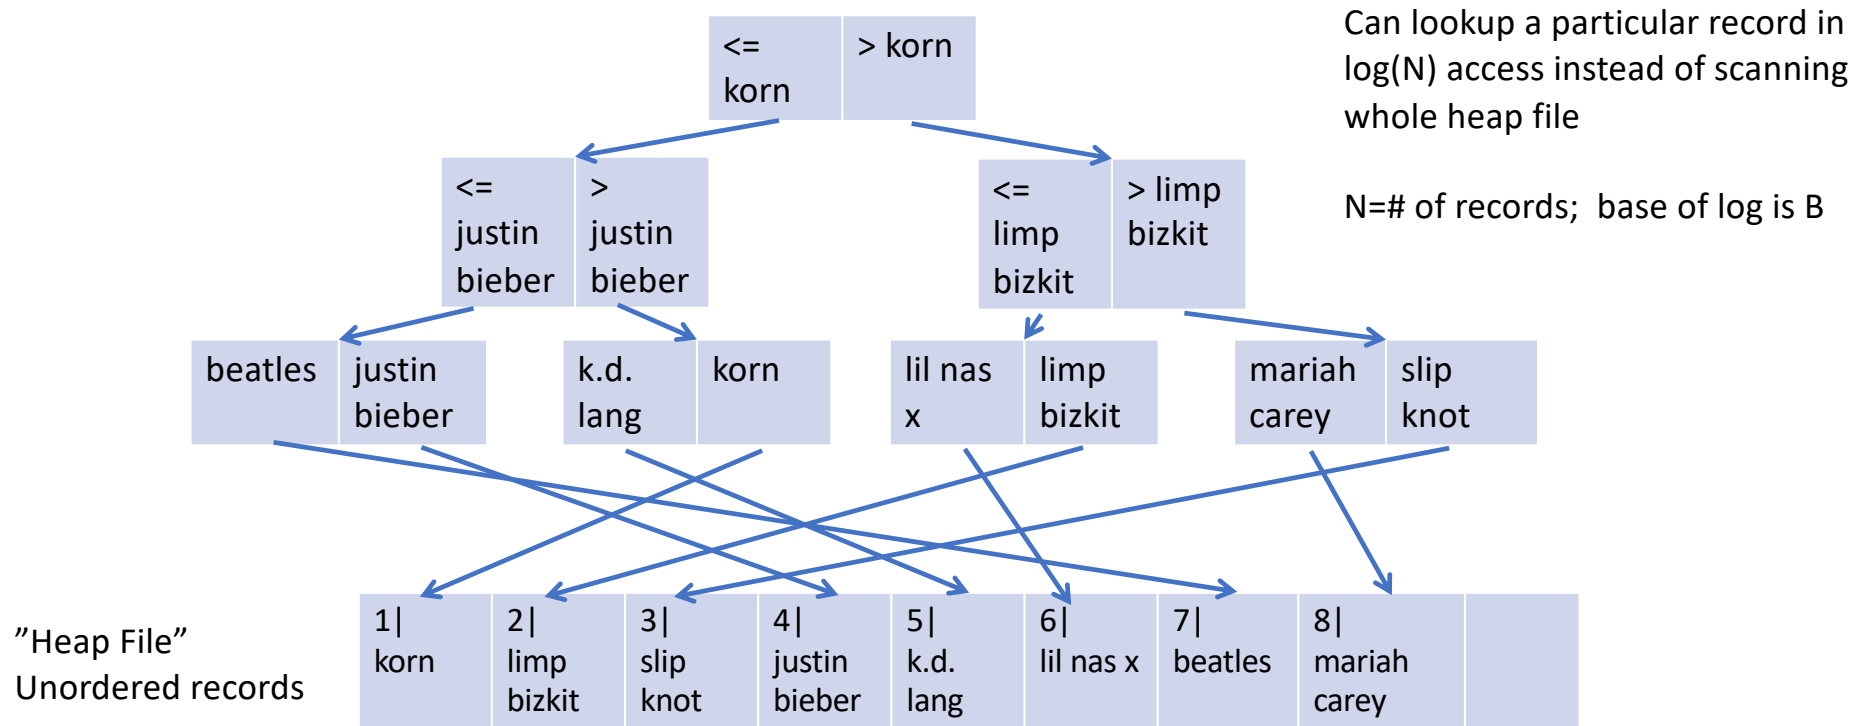 Can lookup a particular record in
log(N) access instead of scanning
whole heap file
N=# of records;  base of log is B
<=
korn
> korn
<=
justin
bieber
>
justin
bieber
<=
limp
bizkit
> limp
bizkit
beatles
justin
bieber
k.d.
lang
korn
lil nas
x
limp
bizkit
mariah
carey
slip
knot
”Heap File”
Unordered records
1|
korn
2|
limp
bizkit
3|
slip
knot
4|
justin
bieber
5|
k.d.
lang
6|
lil nas x
7|
beatles
8|
mariah
carey